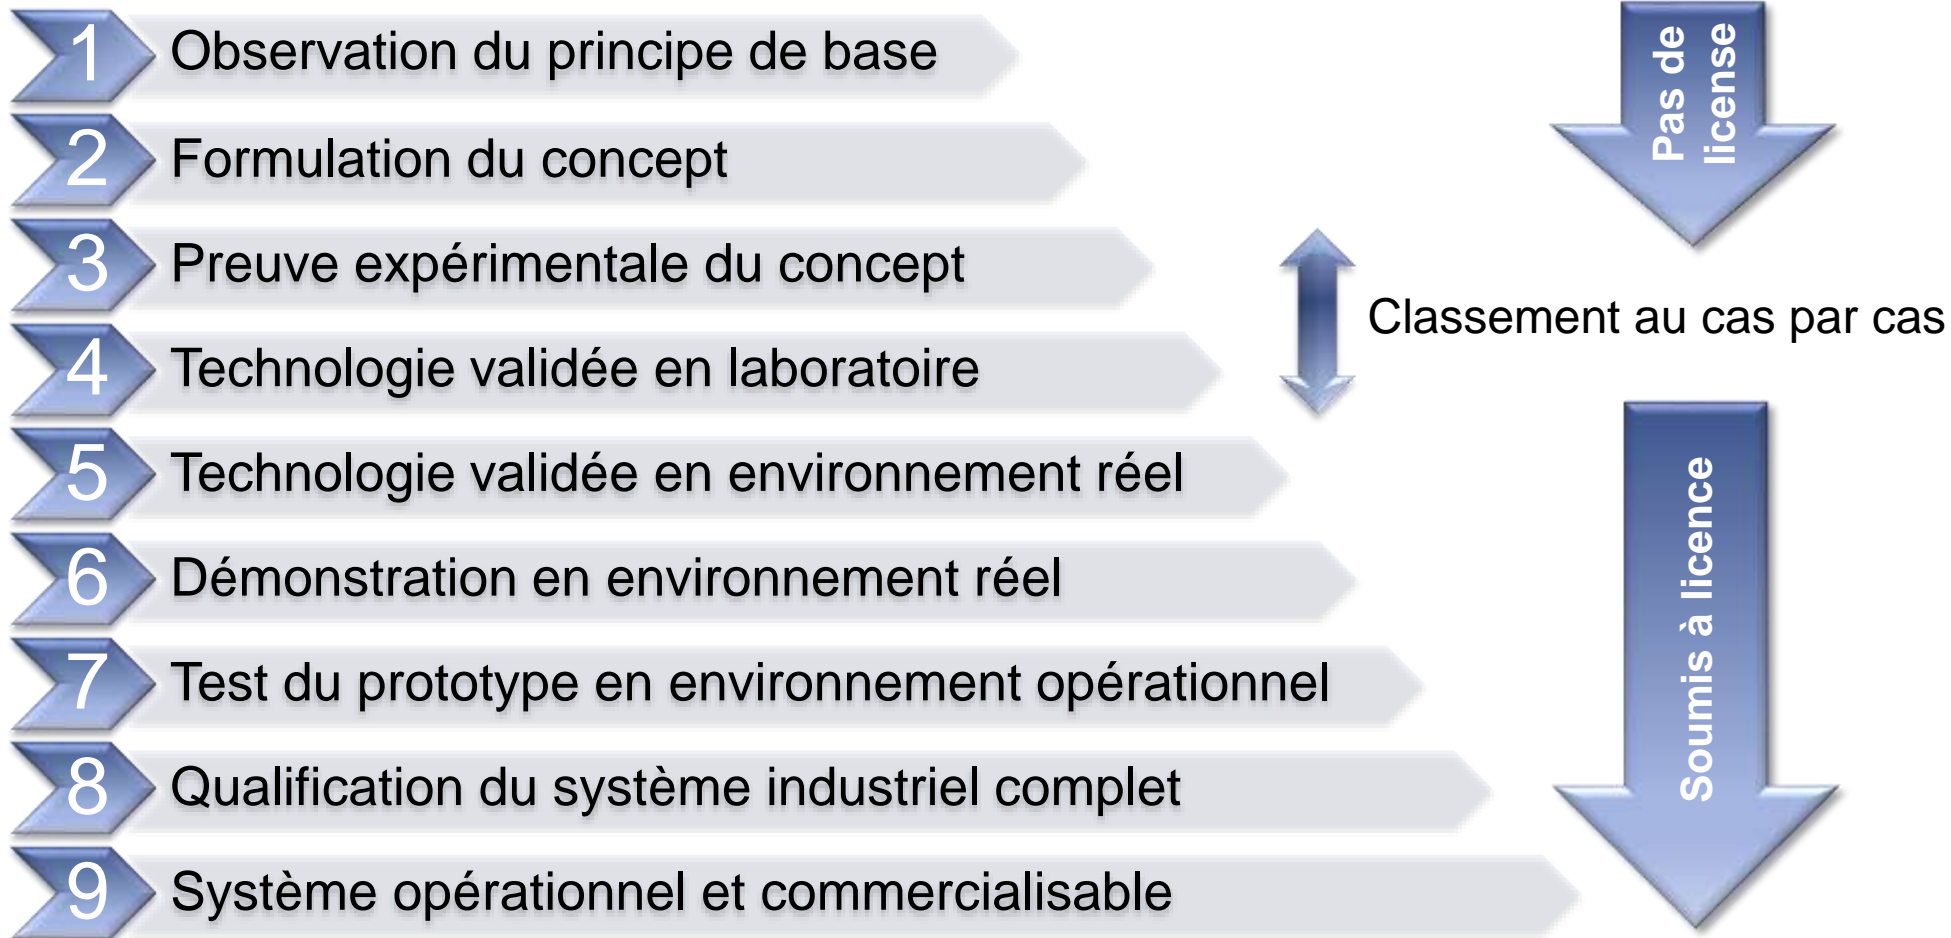 1 Observation du principe de base
2 Formulation du concept
3 Preuve expérimentale du concept
4 Technologie validée en laboratoire
5 Technologie validée en environnement réel
6 Démonstration en environnement réel
7 Test du prototype en environnement opérationnel
8 Qualification du système industriel complet
9 Système opérationnel et commercialisable
Pas de
license
Classement au cas par cas
Soumis à licence